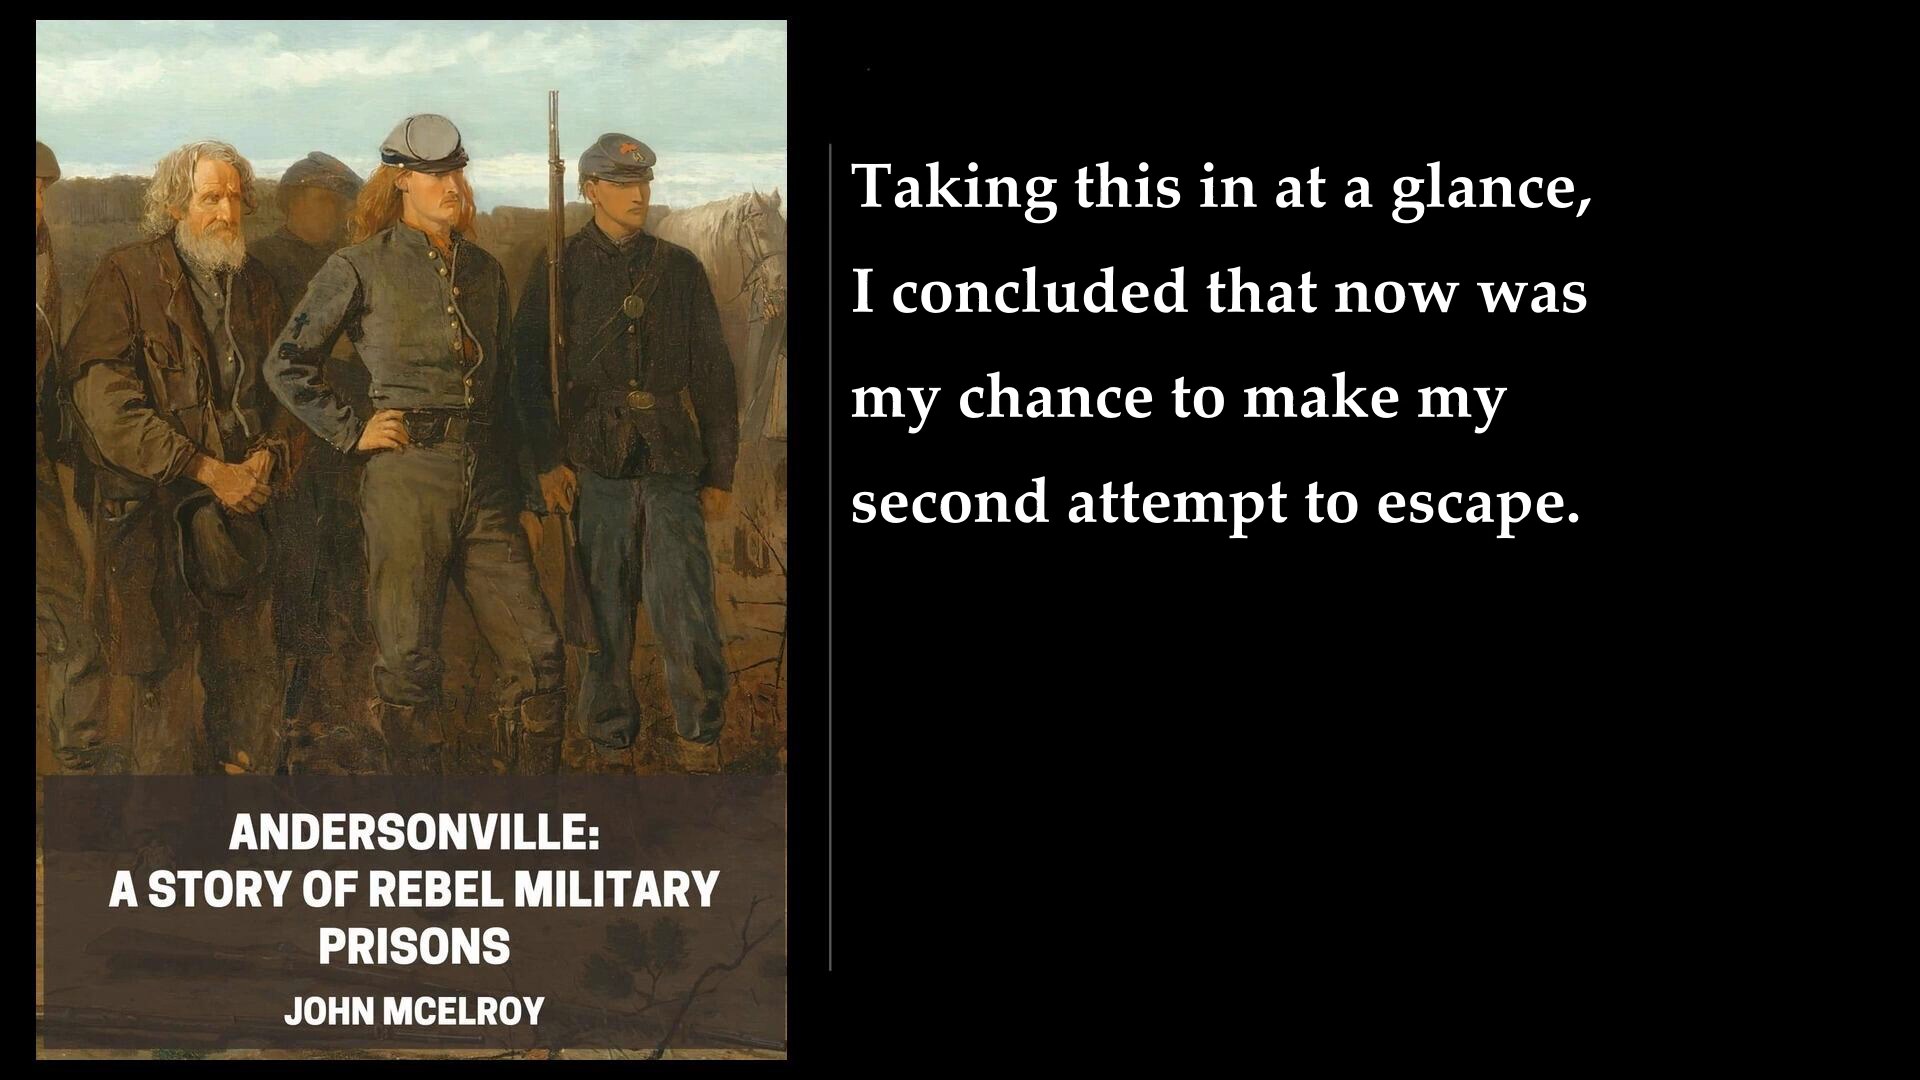 ANDERSONVILLE:
A STORY OF REBEL MILITARY
PRISONS
JOHN MCELROY
Taking this in at a glance,
I concluded that now was
my chance to make my
second attempt to escape.